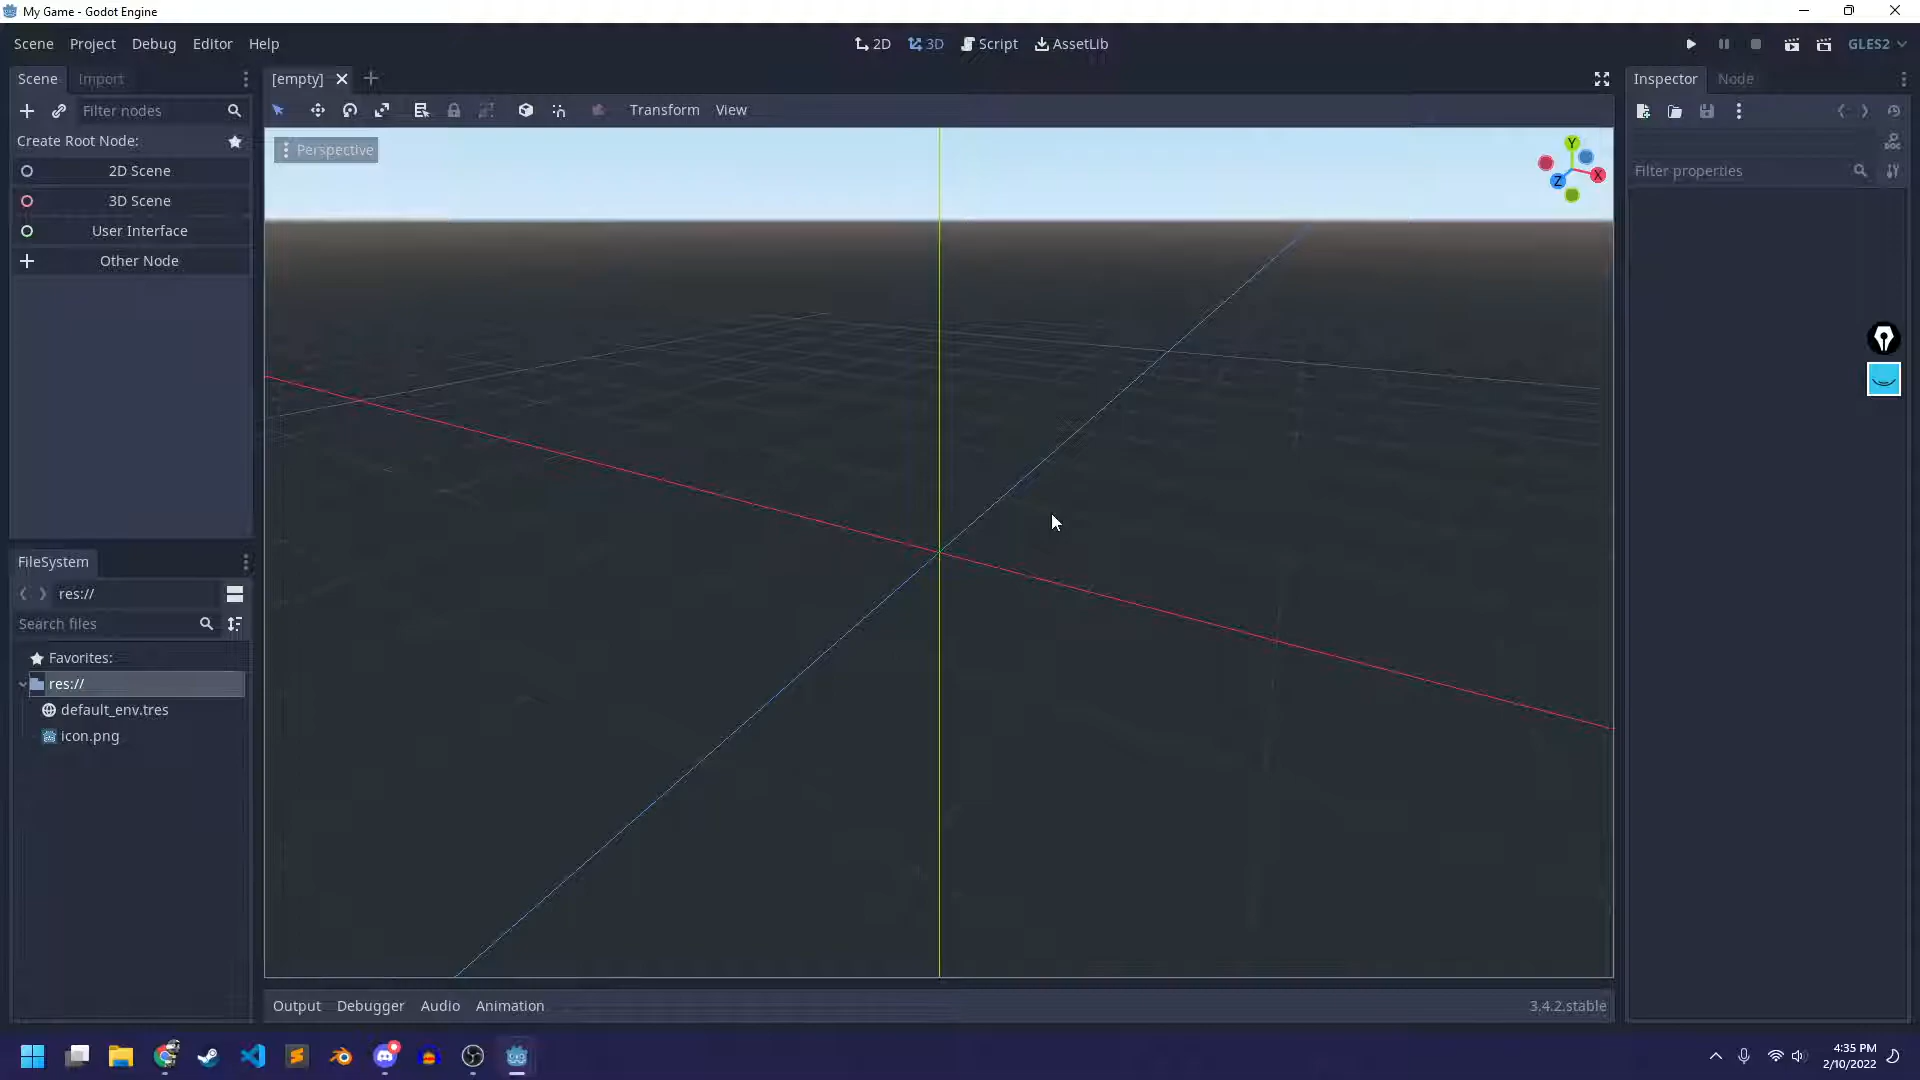 My Game - Godot Engine
Scene Project Debug Editor Help
2D 3D Script AssetLib
GLES2
Scene Import
[empty]
Inspector Node
Filter nodes
Transform View
Create Root Node:
2D Scene
3D Scene
User Interface
Other Node
Perspective
Y
X
Z
DOC
Filter properties
FileSystem
res://
Search files
Favorites:
res://
default_env.tres
icon.png
Output Debugger Audio Animation
3.4.2.stable
4:35 PM
2/10/2022